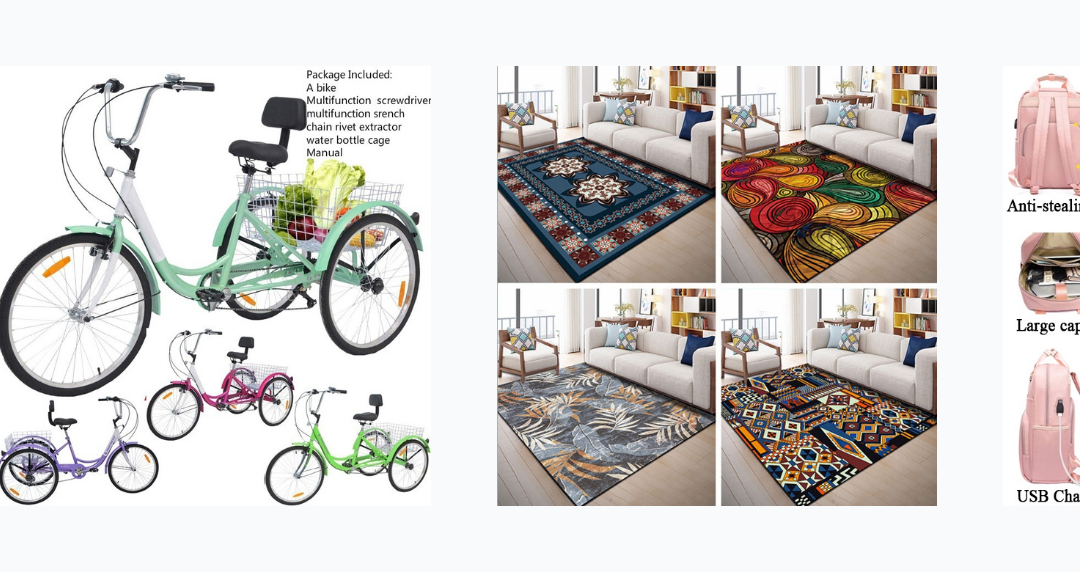 Package Included:
A bike
Multifunction screwdriver
multifunction srench
chain rivet extractor
water bottle cage
Manual
Anti-steali
Large cap
USB Cha